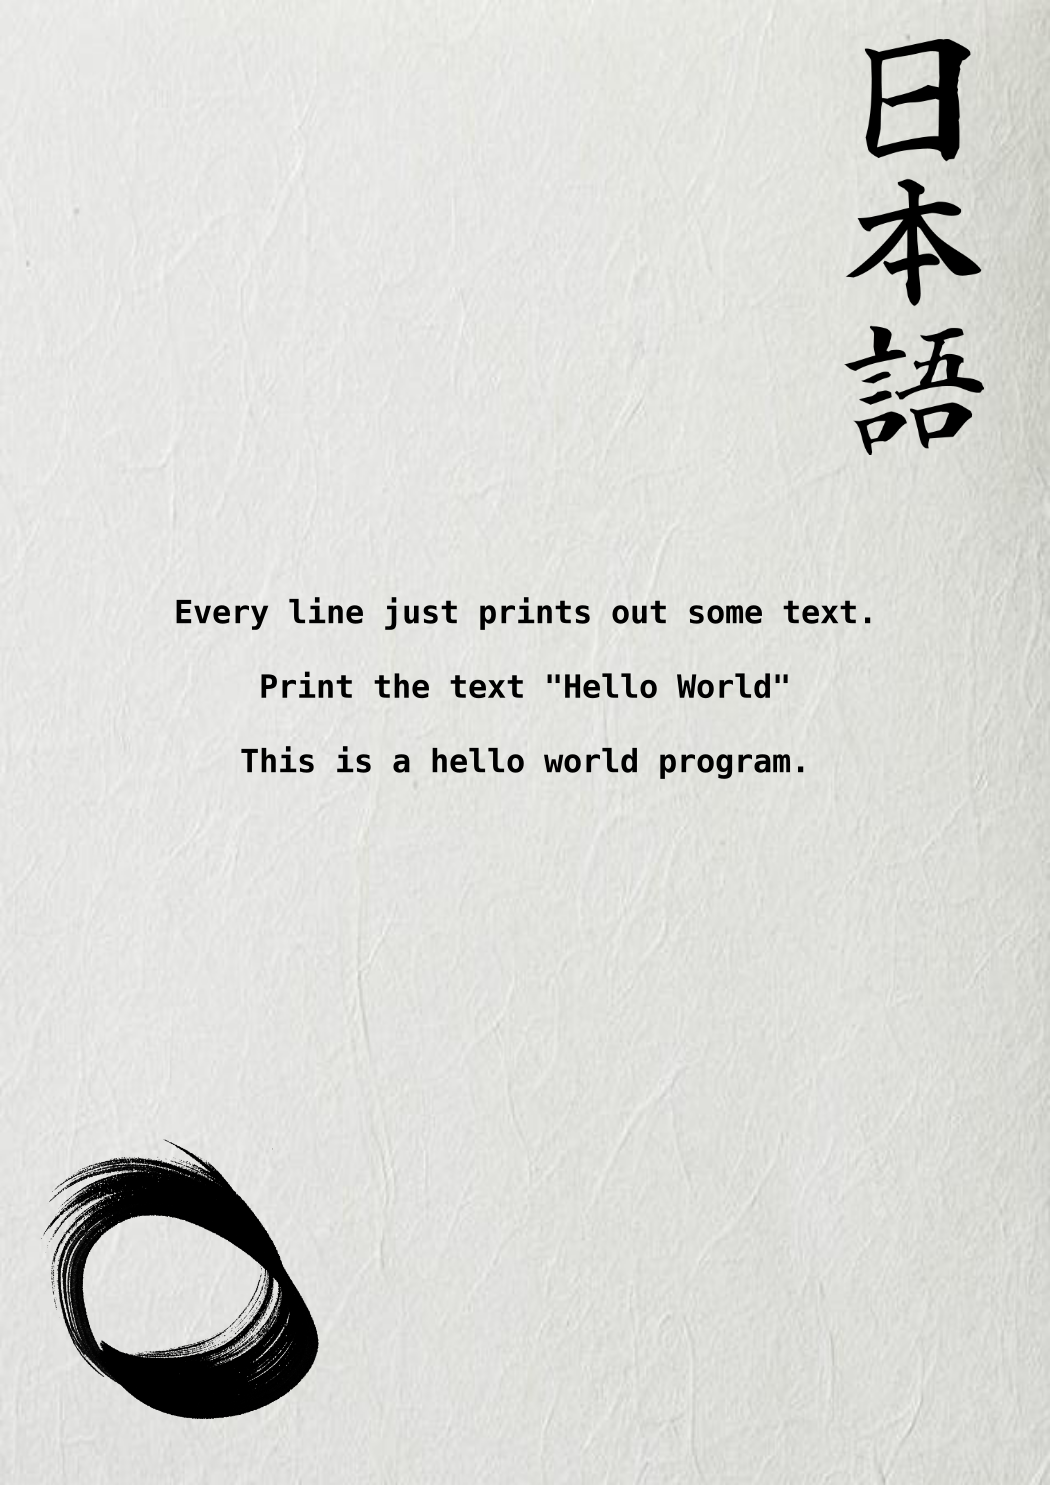 日本語
Every line just prints out some text.
Print the text "Hello World"
This is a hello world program.